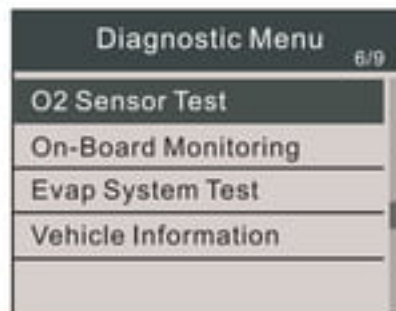 Diagnostic Menu
6/9
O2 Sensor Test
On-Board Monitoring
Evap System Test
Vehicle Information